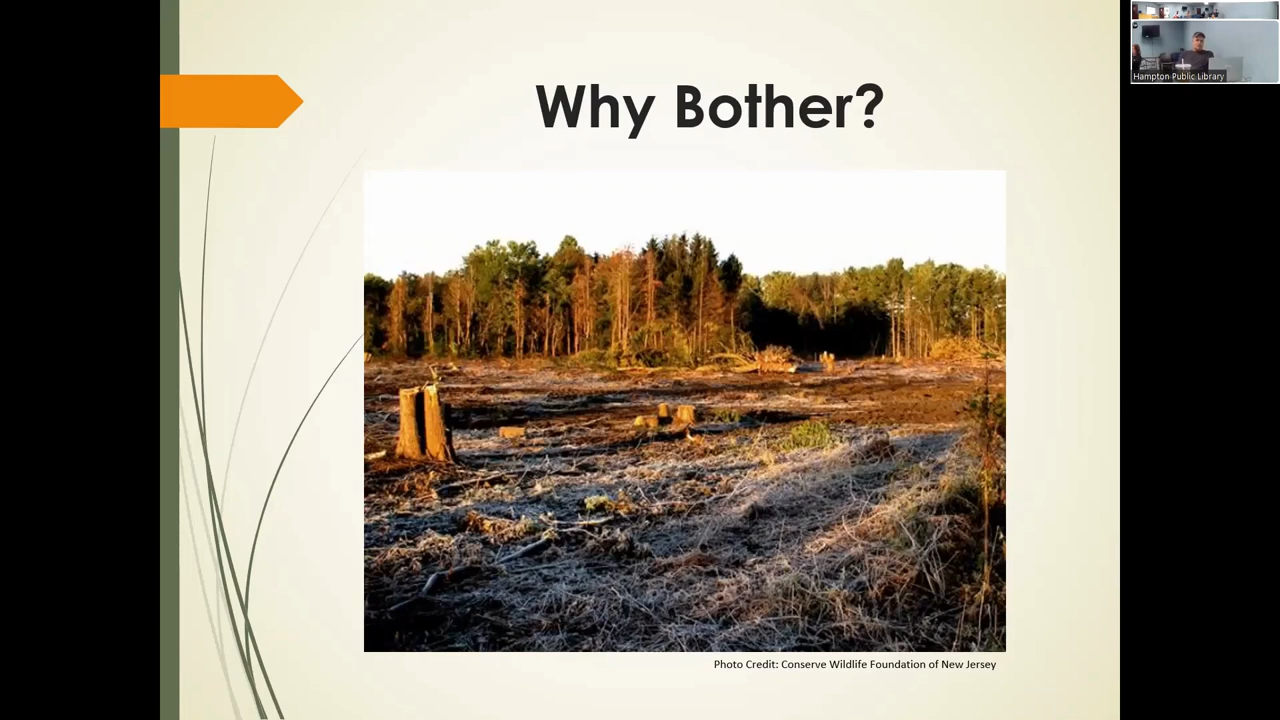 Why Bother?
Photo Credit: Conserve Wildlife Foundation of New Jersey
Hampton Public Library